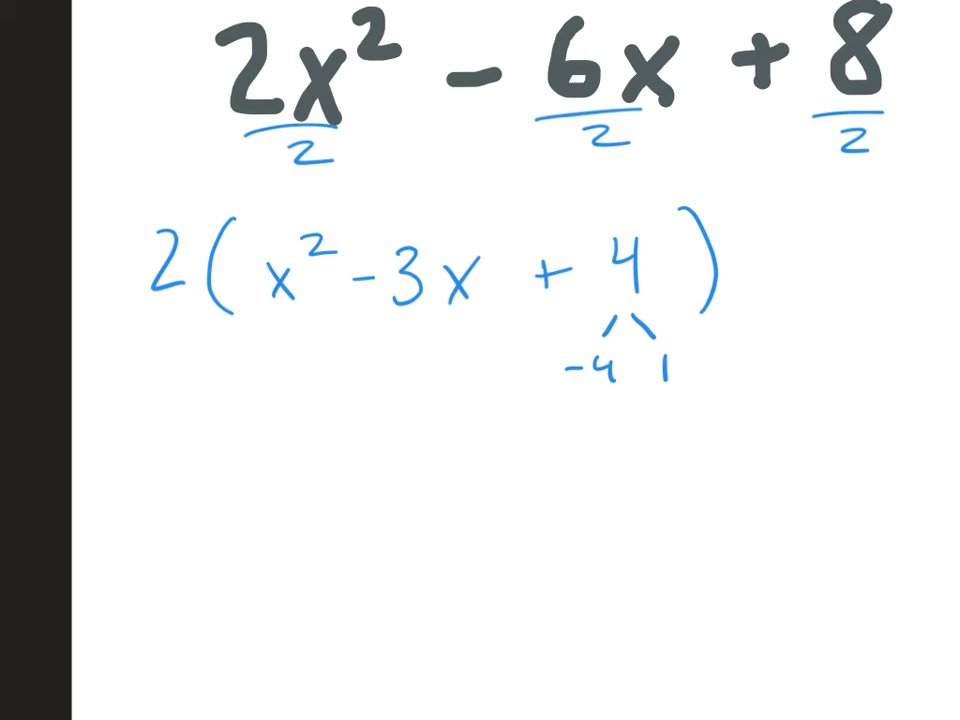 2x² - 6x + 8
2 2 2
2(x² - 3x + 4)
-4 1